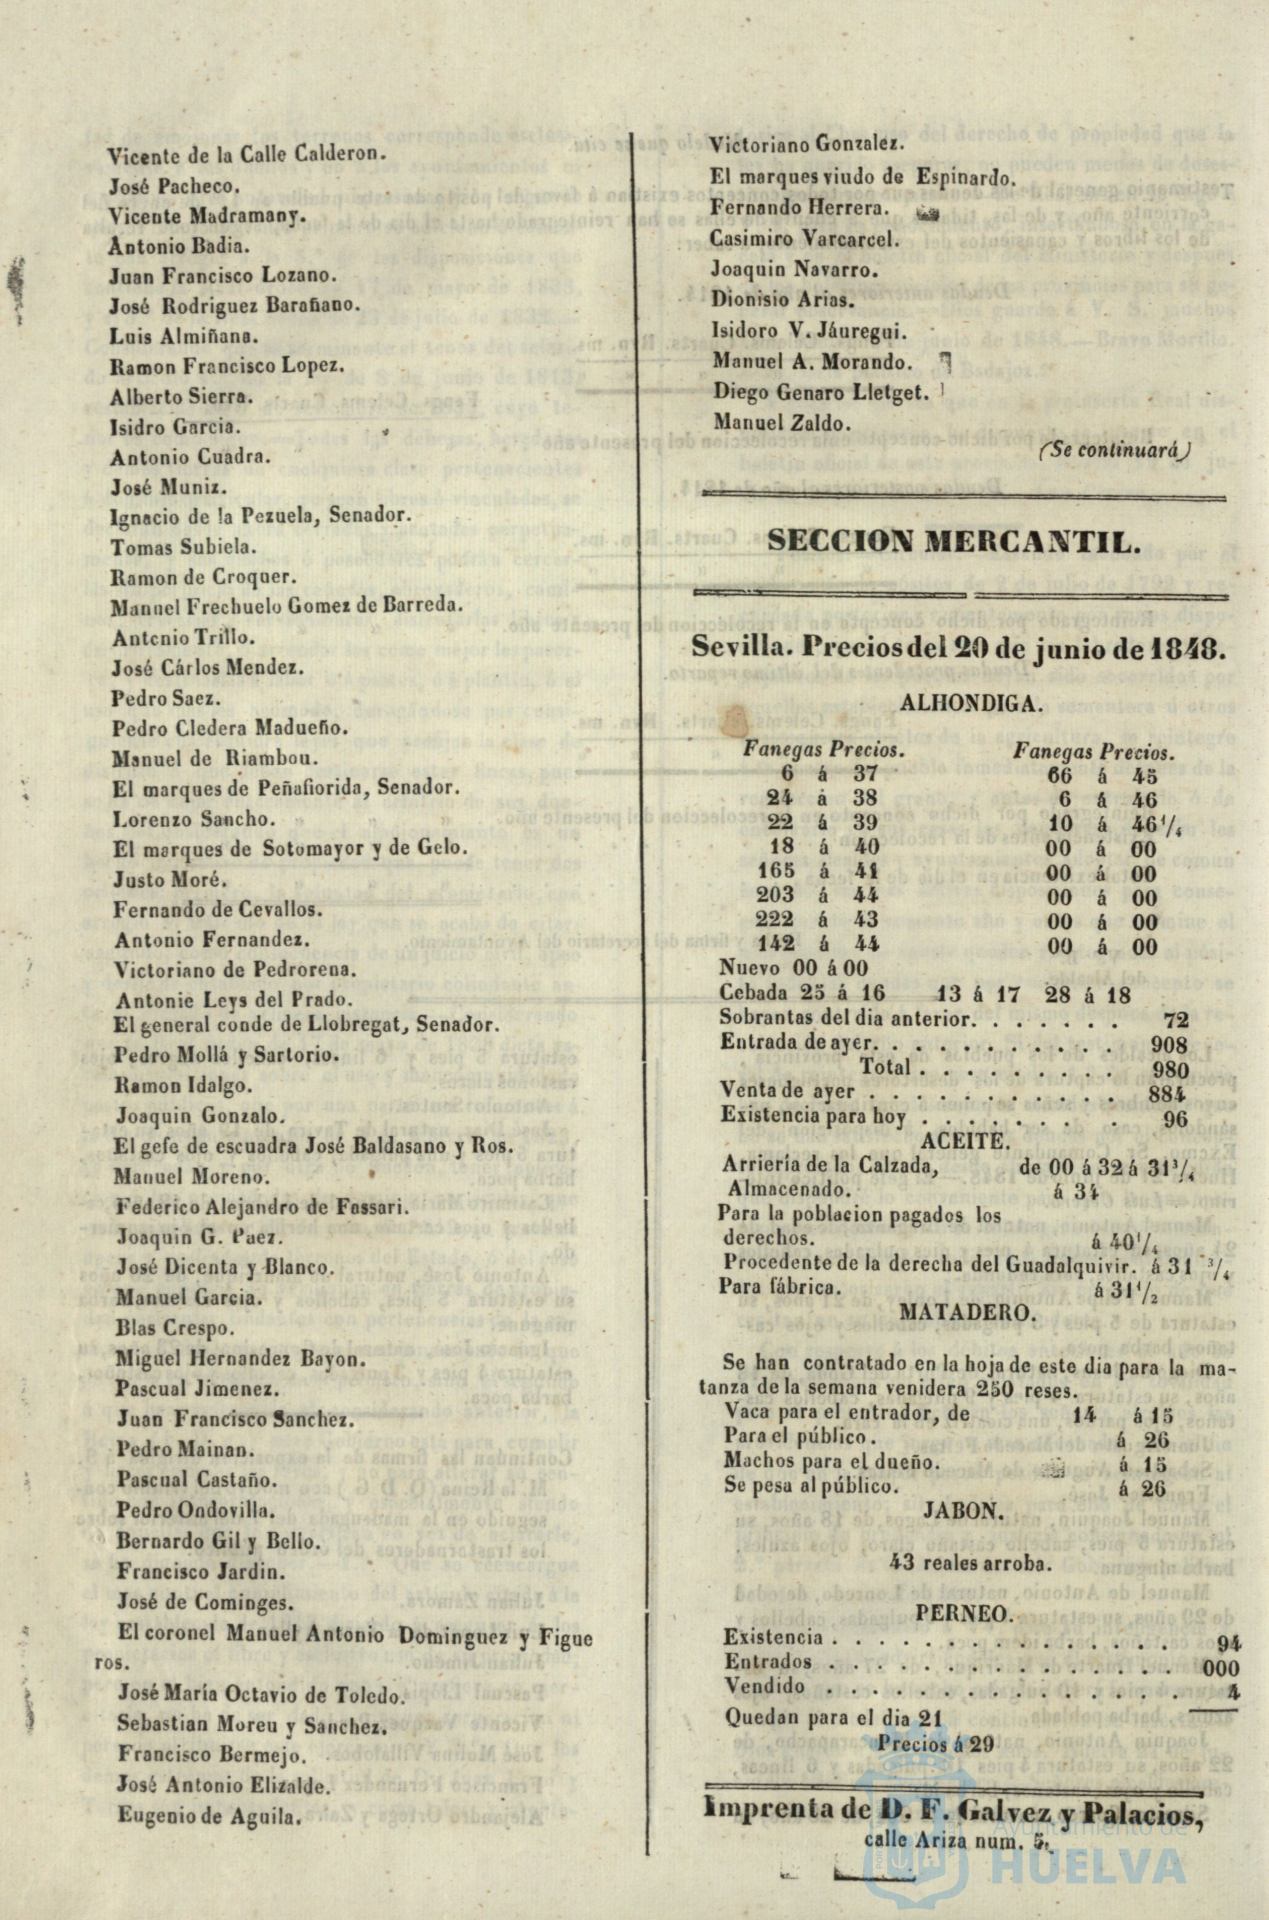 Vicente de la Calle Calderon.
José Pacheco.
Vicente Madramany.
Antonio Badia.
Juan Francisco Lozano.
José Rodriguez Barañano.
Luis Almiñana.
Ramon Francisco Lopez.
Alberto Sierra.
Isidro Garcia.
Antonio Cuadra.
José Muniz.
Ignacio de la Pezuela, Senador.
Tomas Subiela.
Ramon de Croquer.
Manuel Frechuelo Gomez de Barreda.
Antonio Trillo.
José Cárlos Mendez.
Pedro Saez.
Pedro Cledera Madueño.
Manuel de Riambou.
El marques de Peñafiorida, Senador.
Lorenzo Sancho.
El marques de Sotomayor y de Gelo.
Justo Moré.
Fernando de Cevallos.
Antonio Fernandez.
Victoriano de Pedrorena.
Antonie Leys del Prado.
El general conde de Llobregat, Senador.
Pedro Mollá y Sartorio.
Ramon Idalgo.
Joaquin Gonzalo.
El gefe de escuadra José Baldasano y Ros.
Manuel Moreno.
Federico Alejandro de Fossari.
Joaquin G. Paez.
José Dicenta y Blanco.
Manuel Garcia.
Blas Crespo.
Miguel Hernandez Bayon.
Pascual Jimenez.
Juan Francisco Sanchez.
Pedro Mainan.
Pascual Castaño.
Pedro Ondovilla.
Bernardo Gil y Bello.
Francisco Jardin.
José de Cominges.
El coronel Manuel Antonio Dominguez y Figue
ros.
José María Octavio de Toledo.
Sebastian Moreu y Sanchez.
Francisco Bermejo.
José Antonio Elizalde.
Eugenio de Aguila.
Victoriano Gonzalez.
El marques viudo de Espinardo.
Fernando Herrera.
Casimiro Varcarcel.
Joaquin Navarro.
Dionisio Arias.
Isidoro V. Jáuregui.
Manuel A. Morando.
Diego Genaro Lletget.
Manuel Zaldo.
(Se continuará)
SECCION MERCANTIL.
Sevilla. Precios del 20 de junio de 1848.
ALHONDIGA.
Fanegas Precios. Fanegas Precios.
6 á 37 66 á 45
24 á 38 6 á 46
22 á 39 10 á 46 1/4
18 á 40 00 á 00
165 á 41 00 á 00
203 á 44 00 á 00
222 á 43 00 á 00
142 á 44 00 á 00
Nuevo 00 á 00
Cebada 25 á 16 13 á 17 28 á 18
Sobrantas del dia anterior. . . . . . . 72
Entrada de ayer. . . . . . . . . . . 908
Total . . . . . . . . . 980
Venta de ayer . . . . . . . . . . . 884
Existencia para hoy . . . . . . . . 96
ACEITE.
Arriería de la Calzada, de 00 á 32 á 31 3/4
Almacenado. á 34
Para la poblacion pagados los
derechos. á 40 1/4
Procedente de la derecha del Guadalquivir. á 31 3/4
Para fábrica. á 31 1/2
MATADERO.
Se han contratado en la hoja de este dia para la ma-
tanza de la semana venidera 250 reses.
Vaca para el entrador, de 14 á 15
Para el público. á 26
Machos para el dueño. á 15
Se pesa al público. á 26
JABON.
43 reales arroba.
PERNEO.
Existencia . . . . . . . . . . . . . . 94
Entrados . . . . . . . . . . . . . . 000
Vendido . . . . . . . . . . . . . . 4
Quedan para el dia 21
Precios á 29
Imprenta de D. F. Galvez y Palacios,
calle Ariza num. 5.
Ayuntamiento de
HUELVA